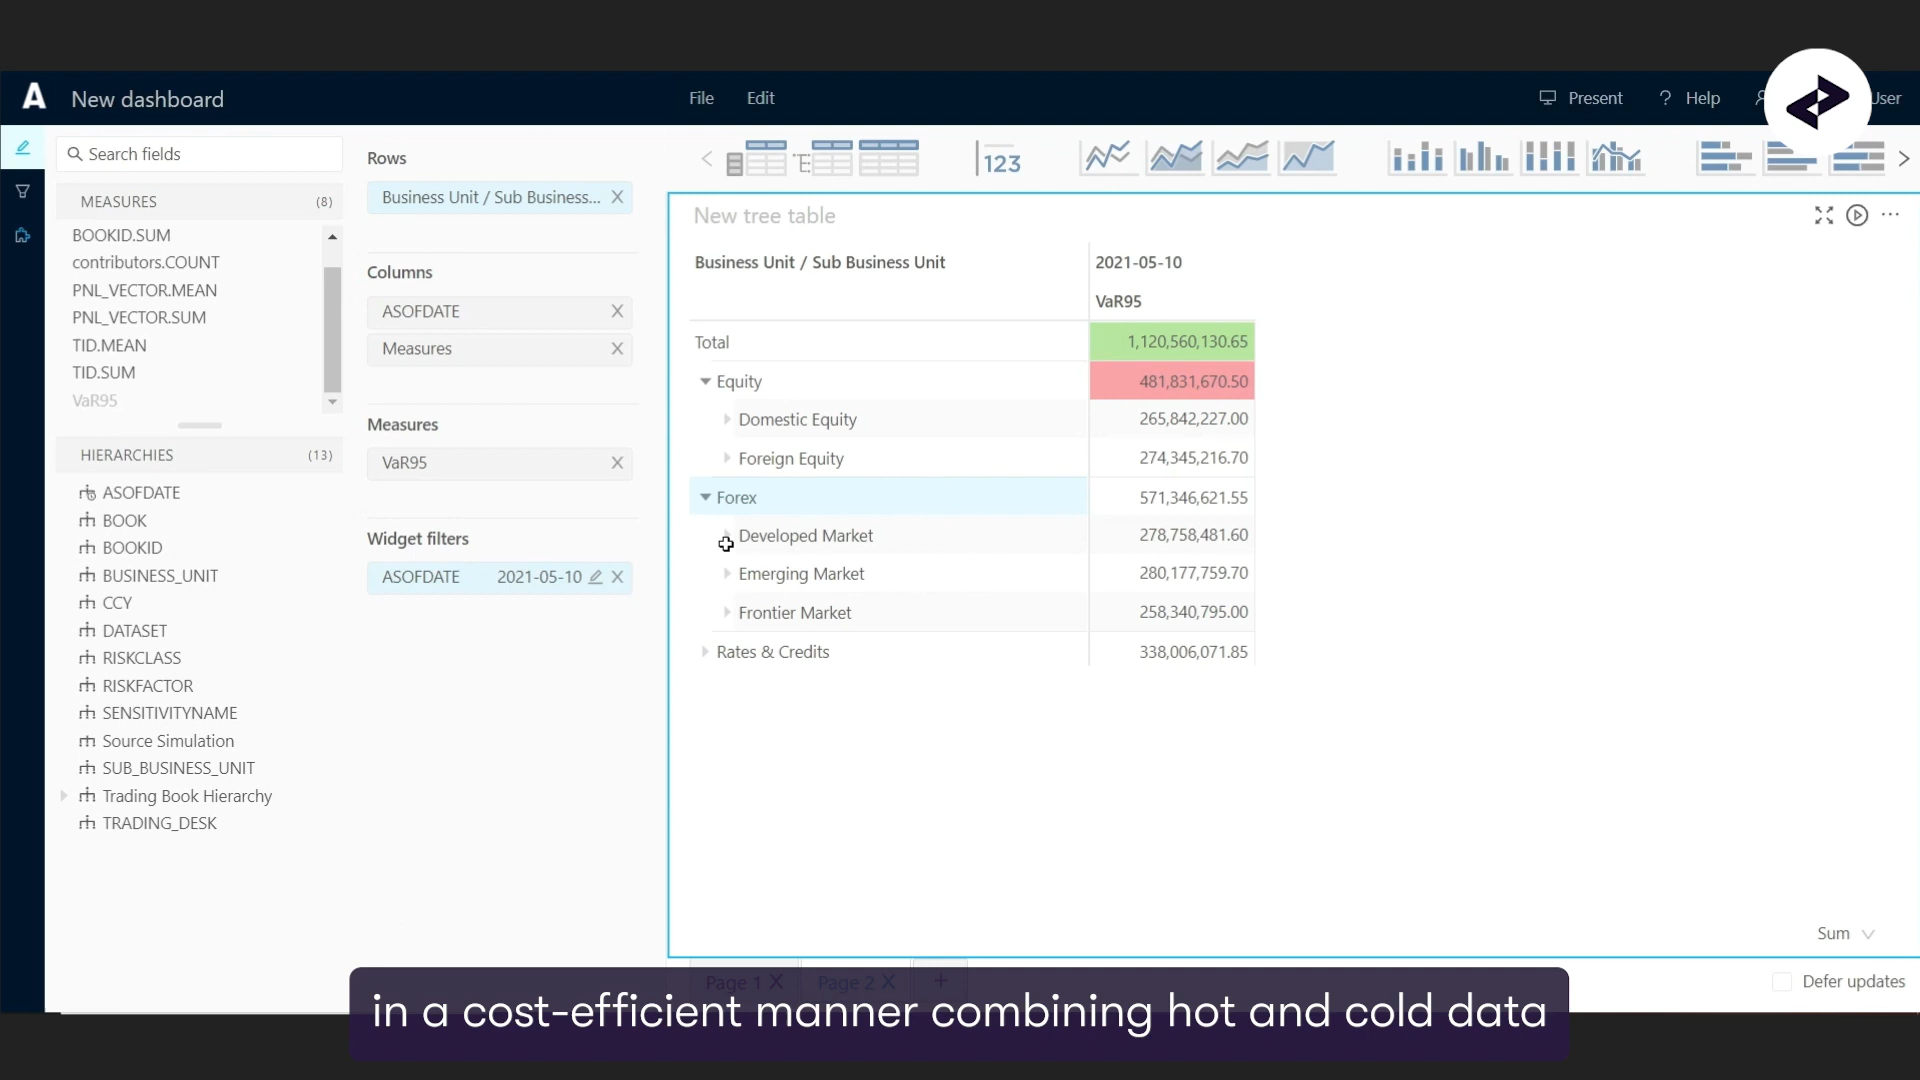 A New dashboard
File
Edit
Present
? Help
User
Search fields
MEASURES (8)
BOOKID.SUM
contributors.COUNT
PNL_VECTOR.MEAN
PNL_VECTOR.SUM
TID.MEAN
TID.SUM
VaR95
HIERARCHIES (13)
ASOFDATE
BOOK
BOOKID
BUSINESS_UNIT
CCY
DATASET
RISKCLASS
RISKFACTOR
SENSITIVITYNAME
Source Simulation
SUB_BUSINESS_UNIT
Trading Book Hierarchy
TRADING_DESK
Rows
Business Unit / Sub Business...
Columns
ASOFDATE
Measures
Measures
VaR95
Widget filters
ASOFDATE 2021-05-10
123
New tree table
Business Unit / Sub Business Unit 2021-05-10
VaR95
Total 1,120,560,130.65
Equity 481,831,670.50
Domestic Equity 265,842,227.00
Foreign Equity 274,345,216.70
Forex 571,346,621.55
Developed Market 278,758,481.60
Emerging Market 280,177,759.70
Frontier Market 258,340,795.00
Rates & Credits 338,006,071.85
Sum
Page 1 Page 2 +
Defer updates
in a cost-efficient manner combining hot and cold data